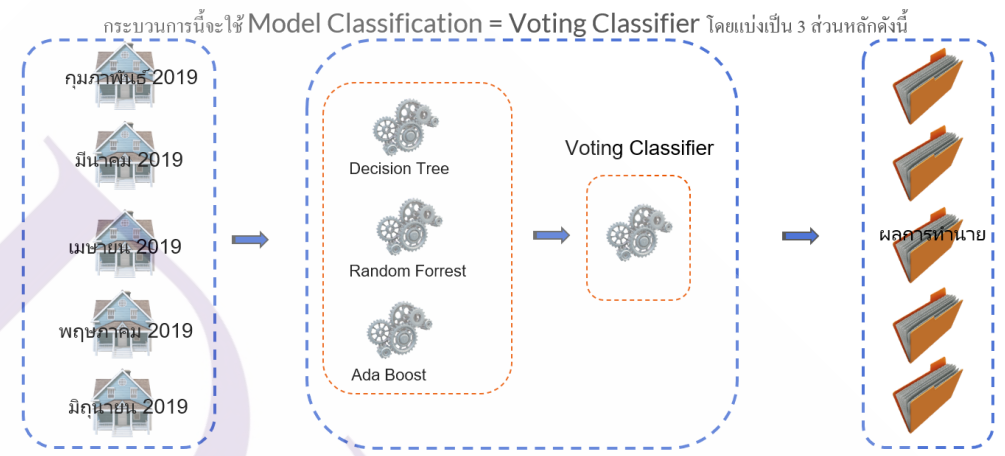 กระบวนการนี้จะใช้ Model Classification = Voting Classifier โดยแบ่งเป็น 3 ส่วนหลักดังนี้
กุมภาพันธ์ 2019
มีนาคม 2019
เมษายน 2019
พฤษภาคม 2019
มิถุนายน 2019
Decision Tree
Random Forrest
Ada Boost
Voting Classifier
ผลการทำนาย